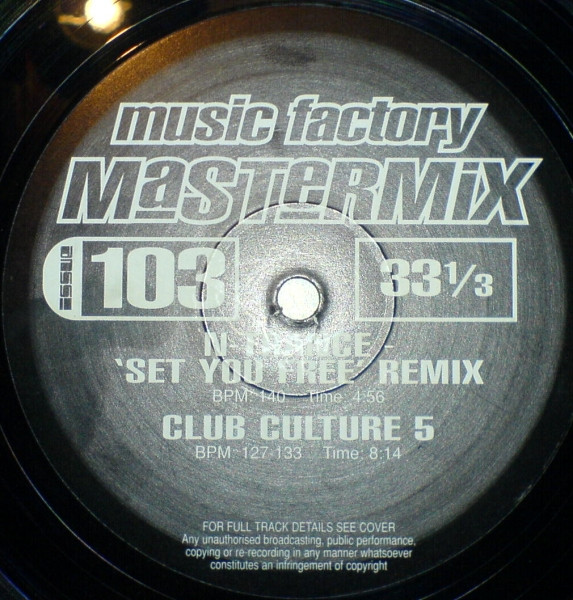 music factory
MaSTeRMiX
ISSUE 103 33 1/3
N-TRANCE
'SET YOU FREE' REMIX
BPM: 140 Time: 4:56
CLUB CULTURE 5
BPM: 127-133 Time: 8:14
FOR FULL TRACK DETAILS SEE COVER
Any unauthorised broadcasting, public performance,
copying or re-recording in any manner whatsoever
constitutes an infringement of copyright